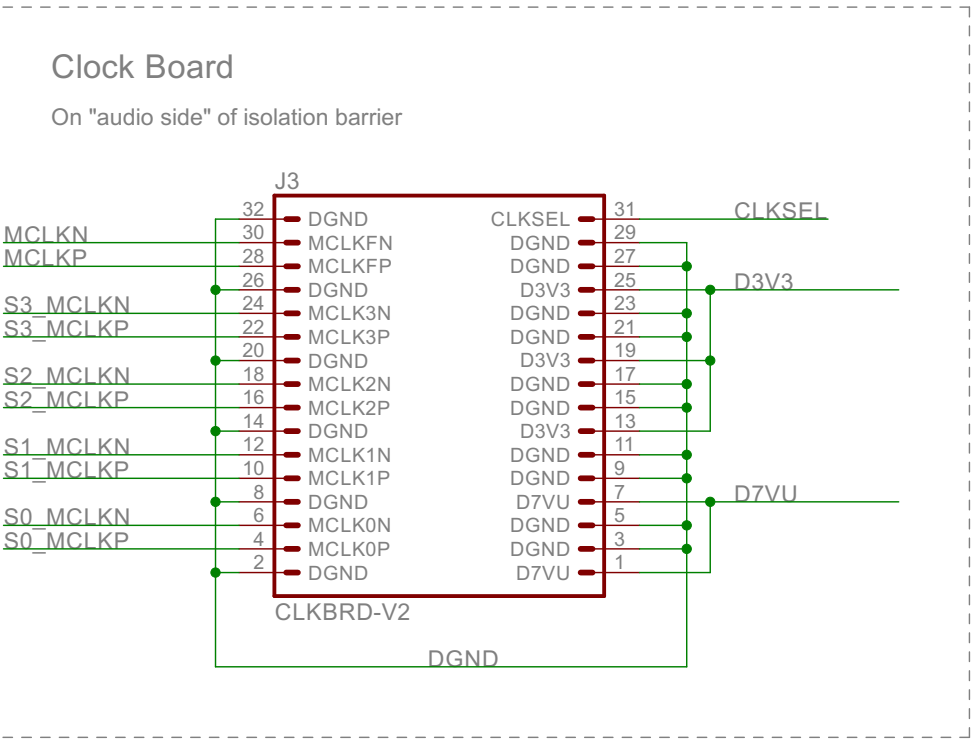 Clock Board
On "audio side" of isolation barrier
J3
32 DGND CLKSEL 31 CLKSEL
MCLKN 30 MCLKFN DGND 29
MCLKP 28 MCLKFP DGND 27
26 DGND D3V3 25 D3V3
S3_MCLKN 24 MCLK3N DGND 23
S3_MCLKP 22 MCLK3P DGND 21
20 DGND D3V3 19
S2_MCLKN 18 MCLK2N DGND 17
S2_MCLKP 16 MCLK2P DGND 15
14 DGND D3V3 13
S1_MCLKN 12 MCLK1N DGND 11
S1_MCLKP 10 MCLK1P DGND 9
8 DGND D7VU 7 D7VU
S0_MCLKN 6 MCLK0N DGND 5
S0_MCLKP 4 MCLK0P DGND 3
2 DGND D7VU 1
CLKBRD-V2
DGND